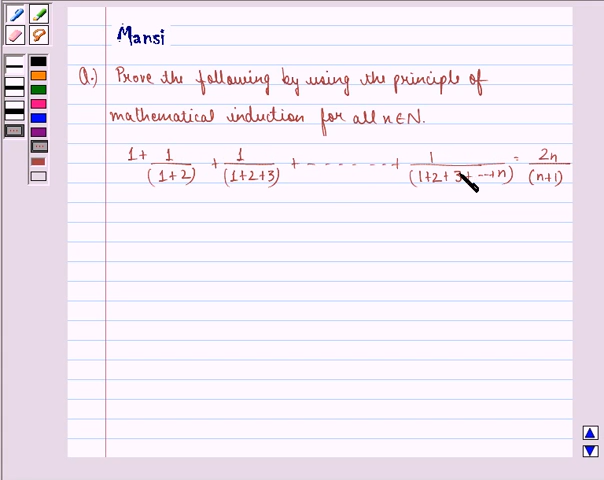 Mansi
Q.) Prove the following by using the principle of
mathematical induction for all n∈N.
1 + 1/(1+2) + 1/(1+2+3) + - - - - - - - + 1/(1+2+3+---+n) = 2n/(n+1)